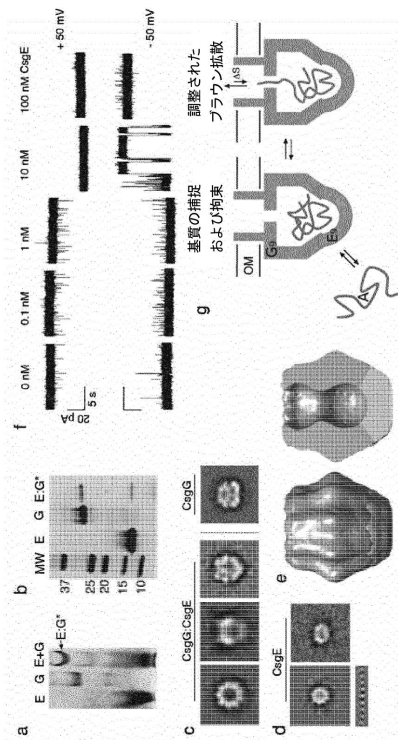 a
E G E+G
E:G*
b
MW E G E:G*
37
25
20
15
10
c
CsgG:CsgE
CsgG
d
CsgE
e
f
0 nM
0.1 nM
1 nM
10 nM
100 nM CsgE
+ 50 mV
- 50 mV
20 pA
5 s
g
基質の捕捉
および拘束
調整された
ブラウン拡散
OM
G₉
E₉
A
ΔS